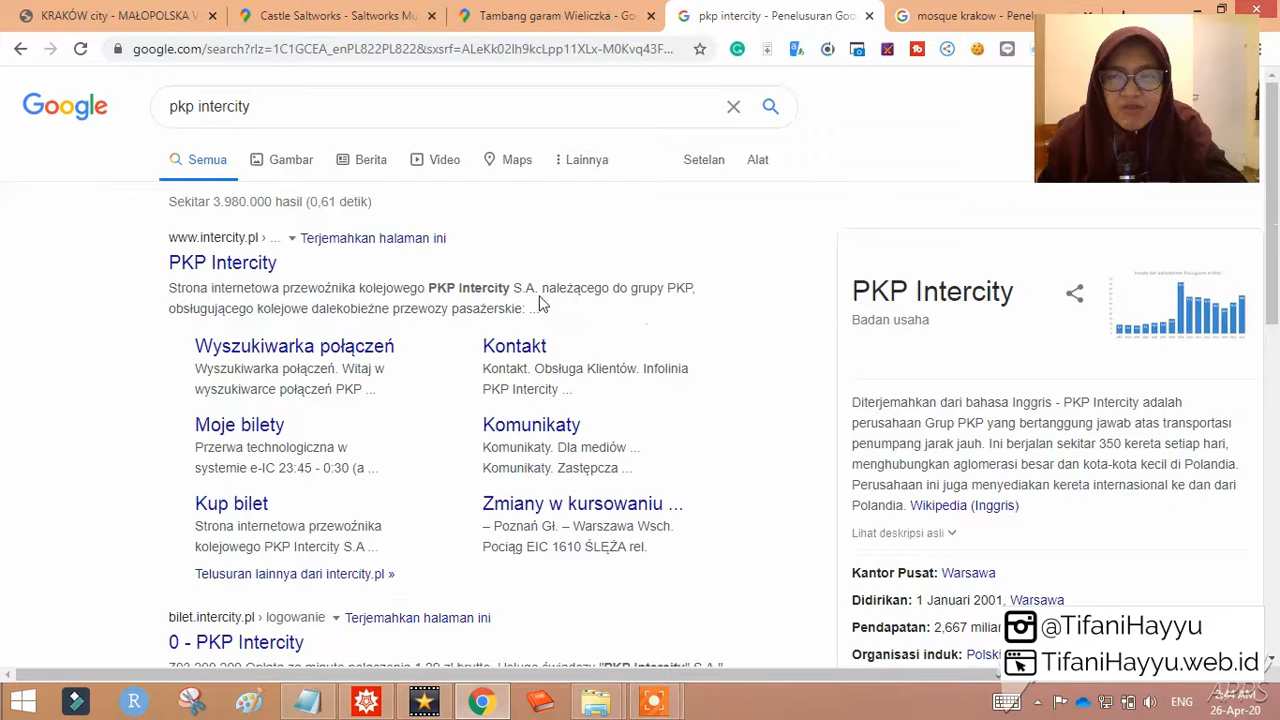 KRAKÓW city - MAŁOPOLSKA V
Castle Saltworks - Saltworks Mu
Tambang garam Wieliczka - Go
pkp intercity - Penelusuran Goo
mosque krakow - Pene
google.com/search?rlz=1C1GCEA_enPL822PL822&sxsrf=ALeKk02lh9kcLpp11XLx-M0Kvq43F...
Google
pkp intercity
Semua
Gambar
Berita
Video
Maps
Lainnya
Setelan
Alat
Sekitar 3.980.000 hasil (0,61 detik)
www.intercity.pl › ... Terjemahkan halaman ini
PKP Intercity
Strona internetowa przewoźnika kolejowego PKP Intercity S.A. należącego do grupy PKP,
obsługującego kolejowe dalekobieżne przewozy pasażerskie: ...
Wyszukiwarka połączeń
Wyszukiwarka połączeń. Witaj w
wyszukiwarce połączeń PKP ...
Kontakt
Kontakt. Obsługa Klientów. Infolinia
PKP Intercity ...
Moje bilety
Przerwa technologiczna w
systemie e-IC 23:45 - 0:30 (a ...
Komunikaty
Komunikaty. Dla mediów ...
Komunikaty. Zastępcza ...
Kup bilet
Strona internetowa przewoźnika
kolejowego PKP Intercity S.A ...
Zmiany w kursowaniu ...
– Poznań Gł. – Warszawa Wsch.
Pociąg EIC 1610 ŚLĘŻA rel.
Telusuran lainnya dari intercity.pl »
bilet.intercity.pl › logowanie Terjemahkan halaman ini
0 - PKP Intercity
PKP Intercity
Badan usaha
Diterjemahkan dari bahasa Inggris - PKP Intercity adalah
perusahaan Grup PKP yang bertanggung jawab atas transportasi
penumpang jarak jauh. Ini berjalan sekitar 350 kereta setiap hari,
menghubungkan aglomerasi besar dan kota-kota kecil di Polandia.
Perusahaan ini juga menyediakan kereta internasional ke dan dari
Polandia. Wikipedia (Inggris)
Lihat deskripsi asli
Kantor Pusat: Warsawa
Didirikan: 1 Januari 2001, Warsawa
Pendapatan: 2,667 miliar
Organisasi induk: Polski
@TifaniHayyu
TifaniHayyu.web.id
ENG
26-Apr-20